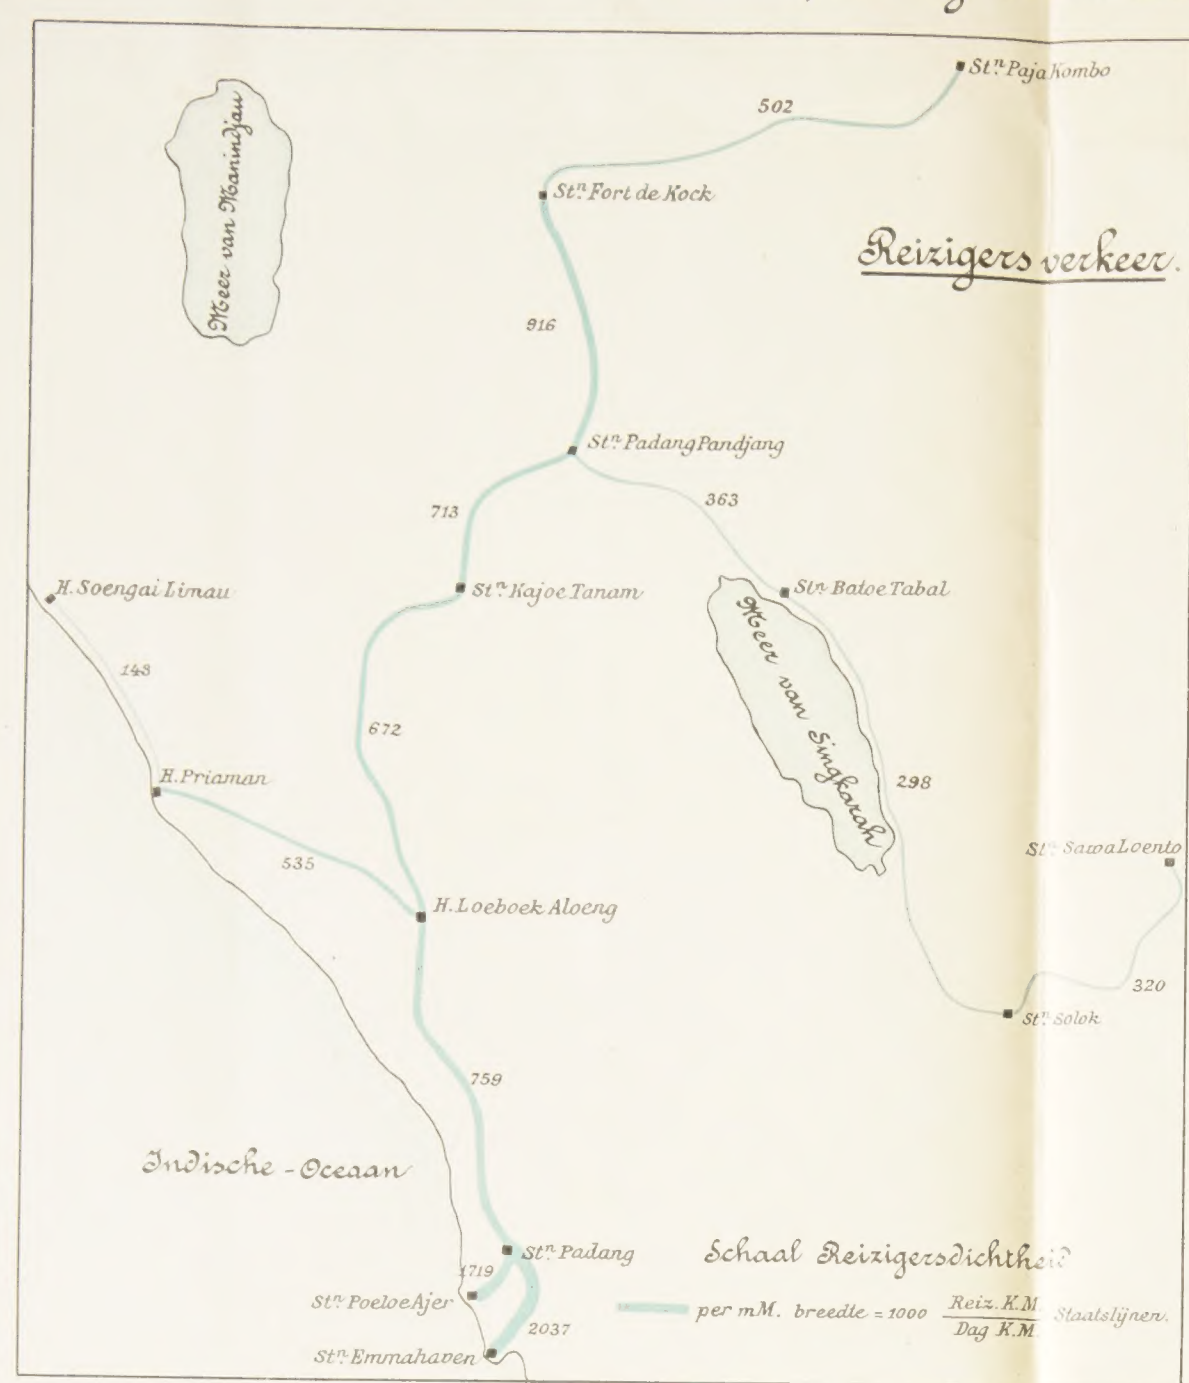 Stn. Paja Kombo
502
Meer van Manindjau
Stn. Fort de Kock
Reizigersverkeer.
916
Stn. Padang Pandjang
363
713
H. Soengai Limau
Stn. Kajoe Tanam
Stn. Batoe Tabal
Meer van Singkarah
143
672
H. Priaman
298
535
Stn. Sawa Loento
H. Loeboek Aloeng
320
Stn. Solok
759
Indische-Oceaan
Stn. Padang
Schaal Reizigersdichtheid
1719
Stn. Poeloe Ajer
per mM. breedte = 1000 Reiz. K.M. / Dag K.M. Staatslijnen.
2037
Stn. Emmahaven